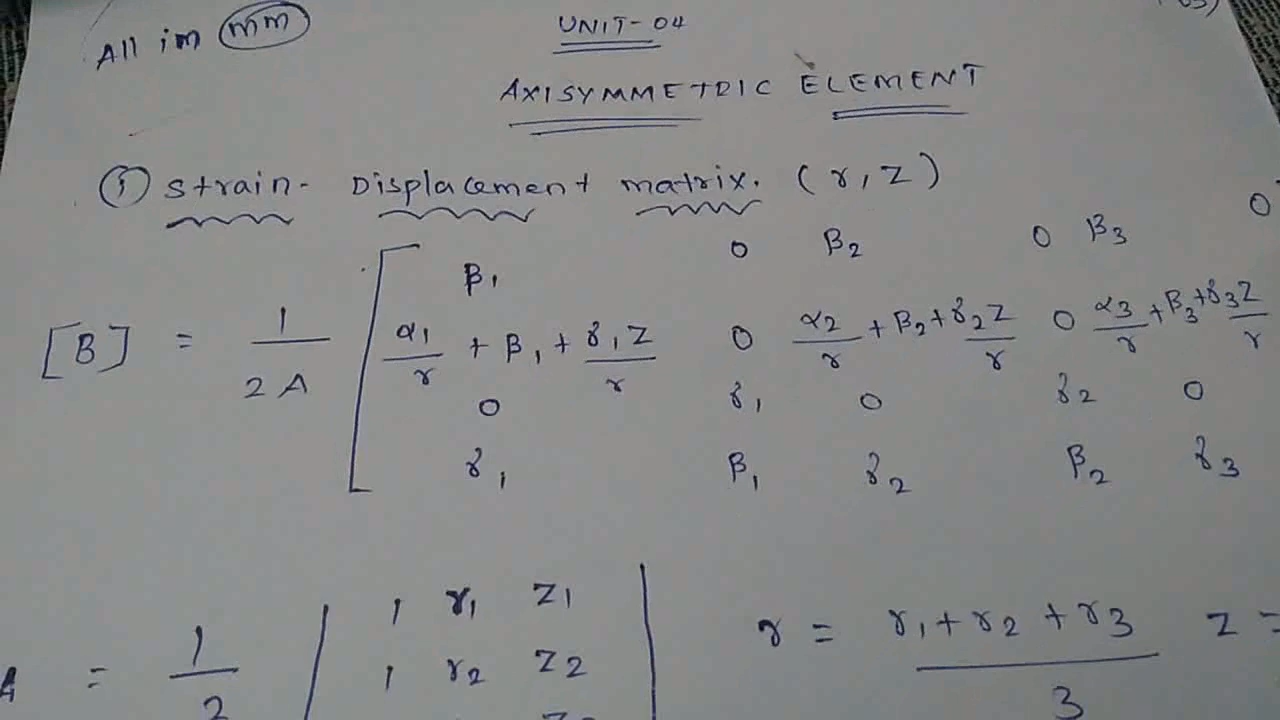 All im mm
UNIT-04
AXISYMMETRIC ELEMENT
① Strain- Displacement matrix. (r, z)
[B] = 1/2A [
β1 0 β2 0 β3 0
α1/r + β1 + γ1z/r 0 α2/r + β2 + γ2z/r 0 α3/r + β3 + γ3z/r
0 γ1 0 γ2 0
γ1 β1 γ2 β2 γ3
A = 1/2 | 1 r1 z1 |
1 r2 z2
r = r1 + r2 + r3 / 3 z =